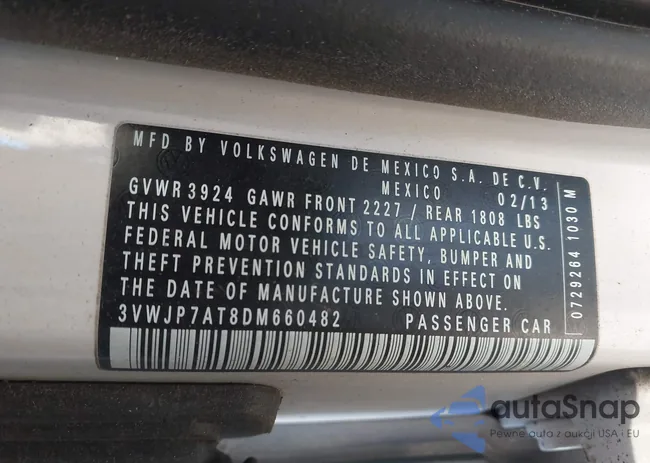 MFD BY VOLKSWAGEN DE MEXICO S.A. DE C.V.
MEXICO 02/13
GVWR 3924 GAWR FRONT 2227 / REAR 1808 LBS
THIS VEHICLE CONFORMS TO ALL APPLICABLE U.S.
FEDERAL MOTOR VEHICLE SAFETY, BUMPER AND
THEFT PREVENTION STANDARDS IN EFFECT ON
THE DATE OF MANUFACTURE SHOWN ABOVE.
3VWJP7AT8DM660482 PASSENGER CAR
0729264 1030 M
autaSnap
Pewne auta z aukcji USA i EU